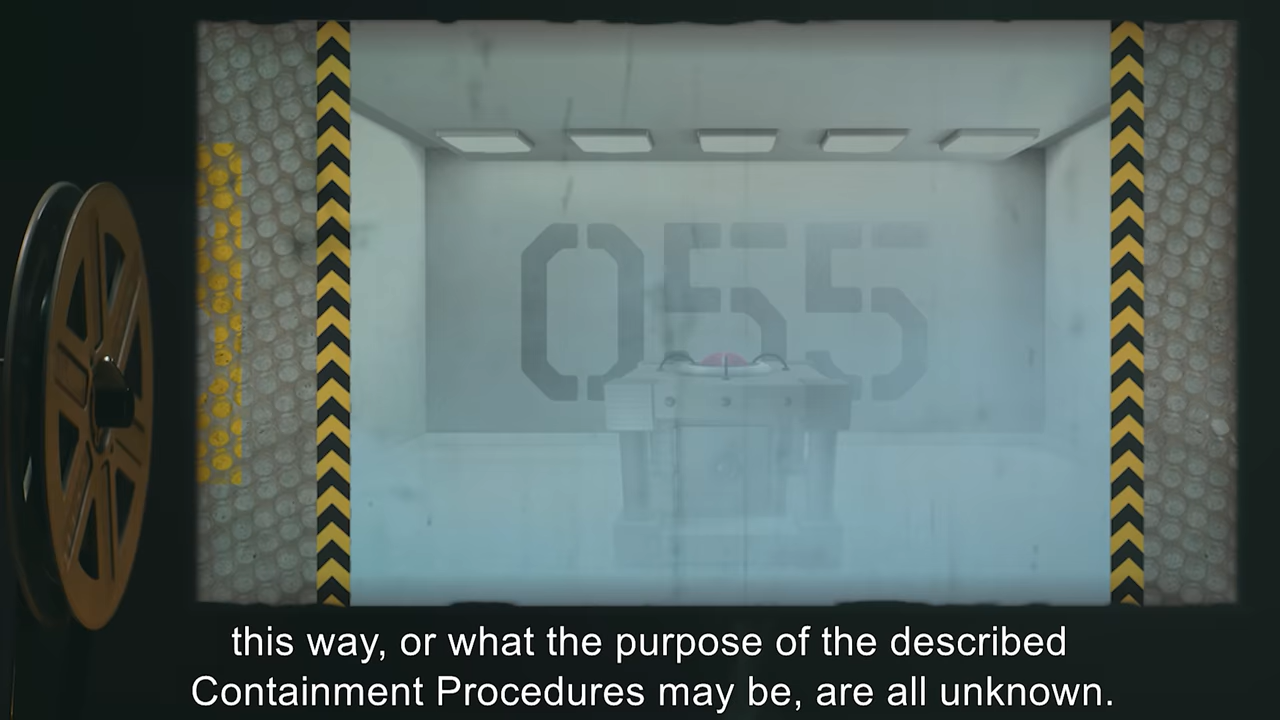 055
this way, or what the purpose of the described
Containment Procedures may be, are all unknown.